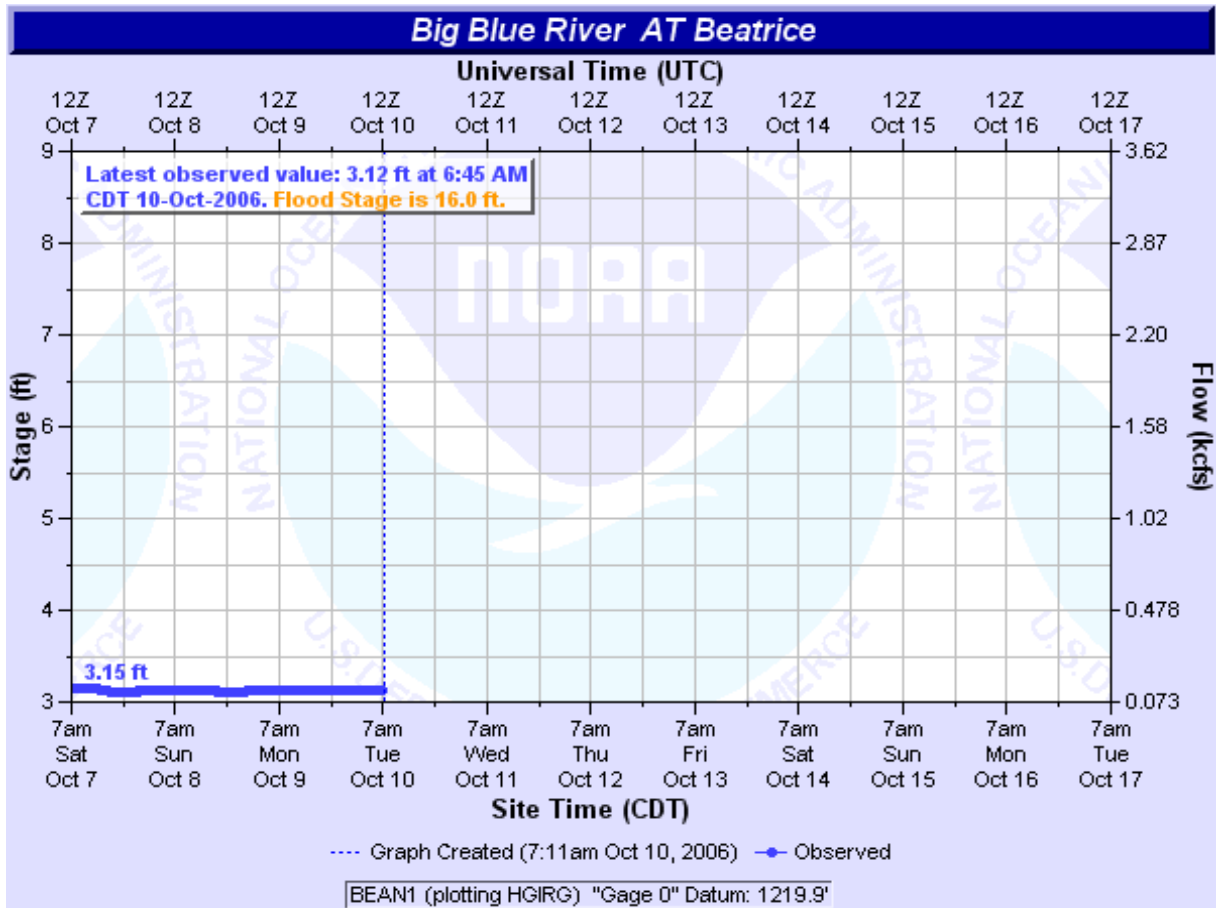 Big Blue River AT Beatrice
Universal Time (UTC)
12Z 12Z 12Z 12Z 12Z 12Z 12Z 12Z 12Z 12Z 12Z
Oct 7 Oct 8 Oct 9 Oct 10 Oct 11 Oct 12 Oct 13 Oct 14 Oct 15 Oct 16 Oct 17
Latest observed value: 3.12 ft at 6:45 AM
CDT 10-Oct-2006. Flood Stage is 16.0 ft.
NOAA
NATIONAL OCEANIC ADMINISTRATION
U.S. DEPARTMENT COMMERCE
Stage (ft)
9
8
7
6
5
4
3
Flow (kcfs)
3.62
2.87
2.20
1.58
1.02
0.478
0.073
3.15 ft
7am 7am 7am 7am 7am 7am 7am 7am 7am 7am 7am
Sat Sun Mon Tue Wed Thu Fri Sat Sun Mon Tue
Oct 7 Oct 8 Oct 9 Oct 10 Oct 11 Oct 12 Oct 13 Oct 14 Oct 15 Oct 16 Oct 17
Site Time (CDT)
Graph Created (7:11am Oct 10, 2006) Observed
BEAN1 (plotting HGIRG) "Gage 0" Datum: 1219.9'